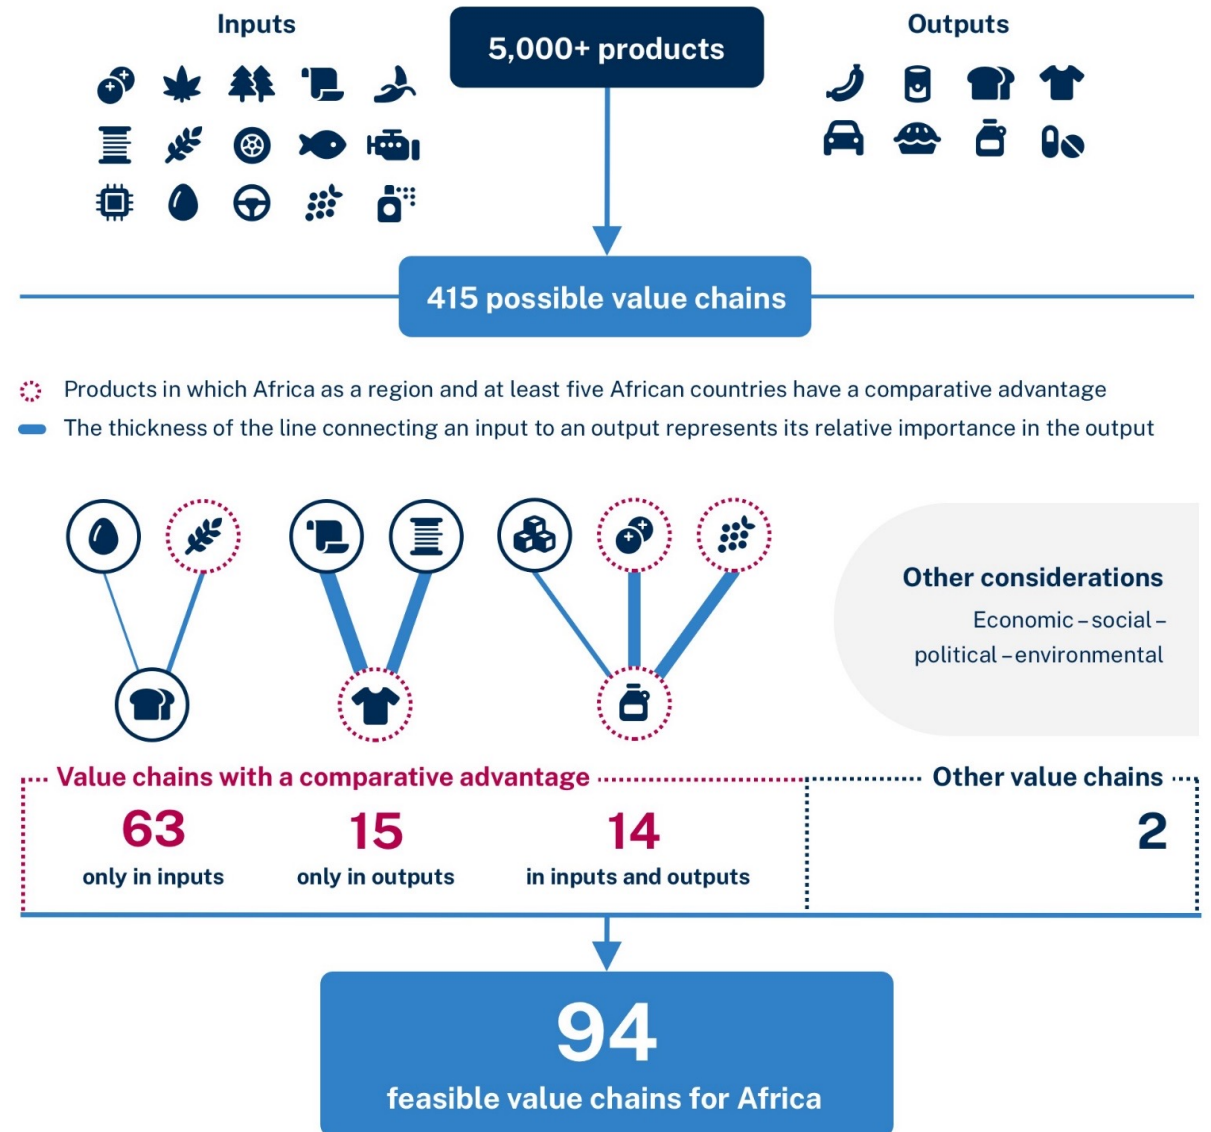 Inputs
5,000+ products
Outputs
415 possible value chains
Products in which Africa as a region and at least five African countries have a comparative advantage
The thickness of the line connecting an input to an output represents its relative importance in the output
Other considerations
Economic – social –
political – environmental
Value chains with a comparative advantage
Other value chains
63
15
14
2
only in inputs
only in outputs
in inputs and outputs
94
feasible value chains for Africa